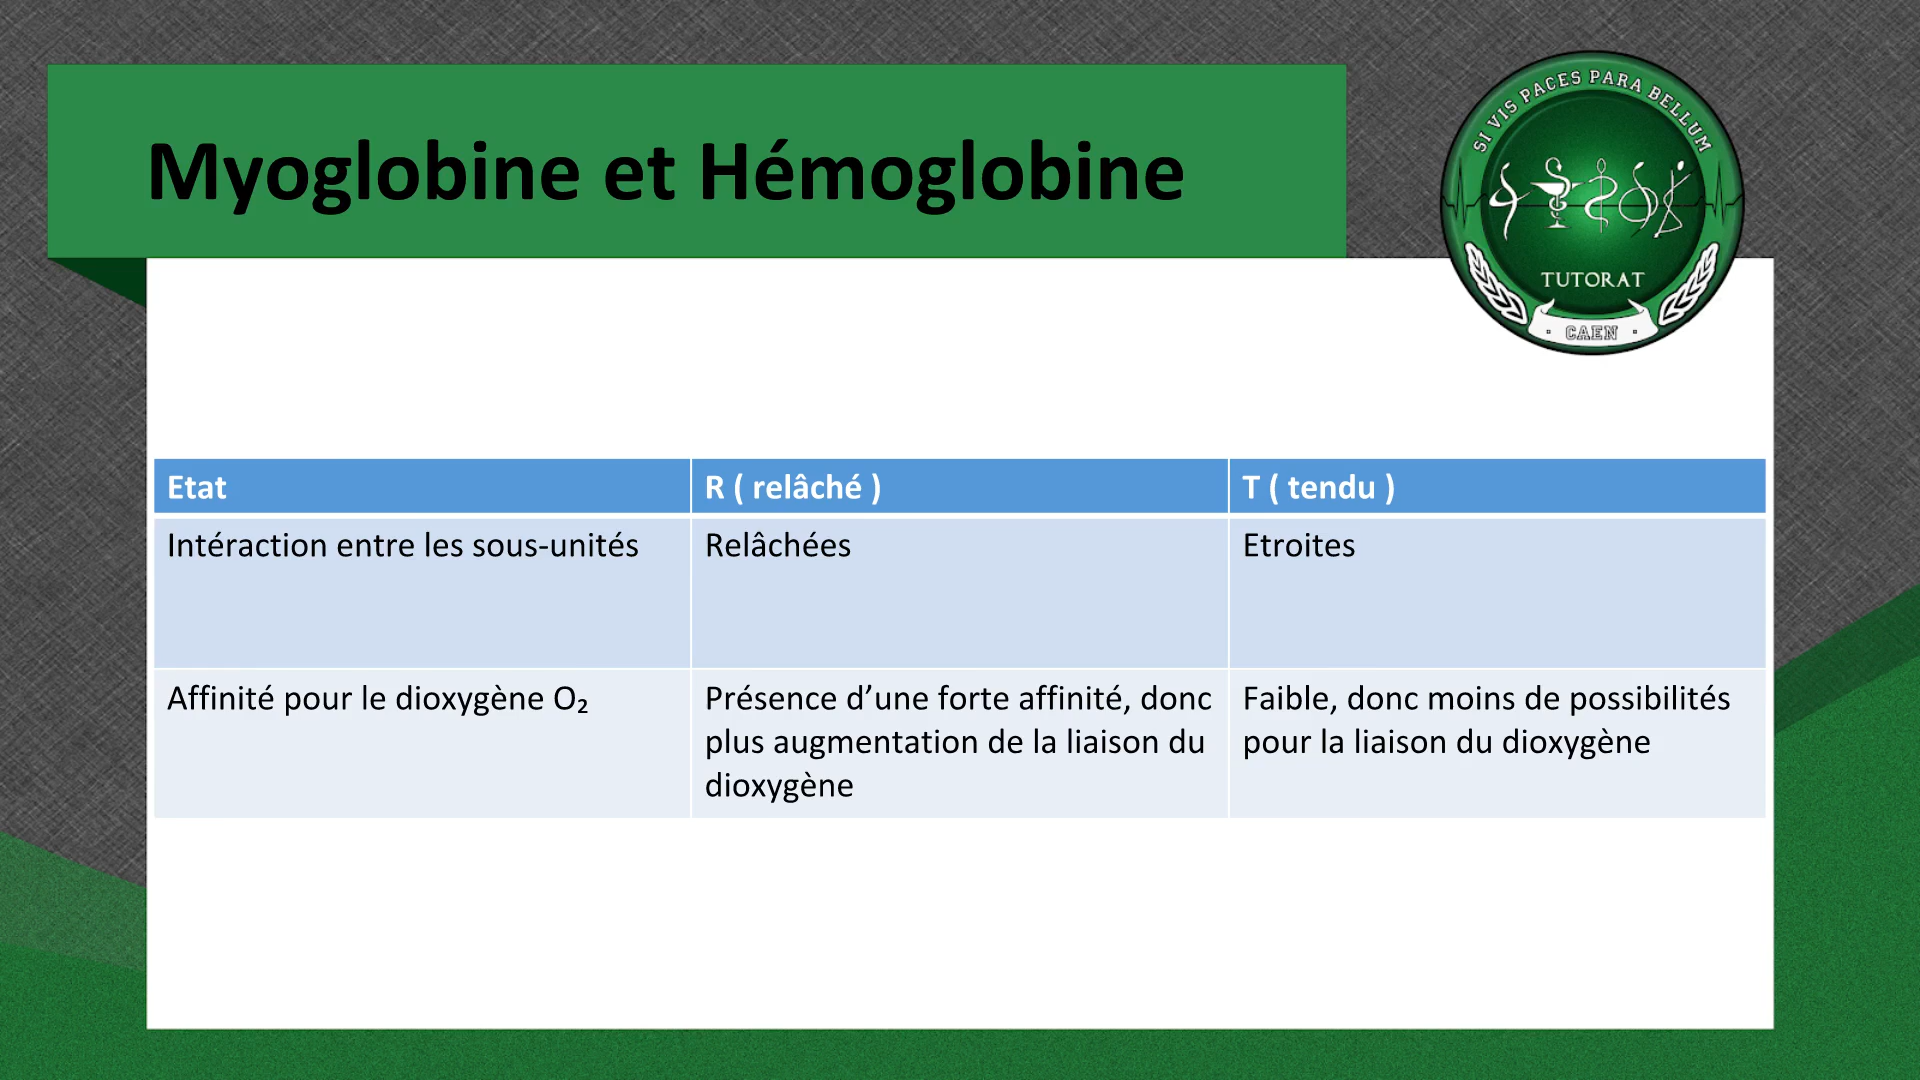 Myoglobine et Hémoglobine
SI VIS PACES PARA BELLUM
TUTORAT
· CAEN ·
Etat
R ( relâché )
T ( tendu )
Intéraction entre les sous-unités
Relâchées
Etroites
Affinité pour le dioxygène O₂
Présence d’une forte affinité, donc
plus augmentation de la liaison du
dioxygène
Faible, donc moins de possibilités
pour la liaison du dioxygène